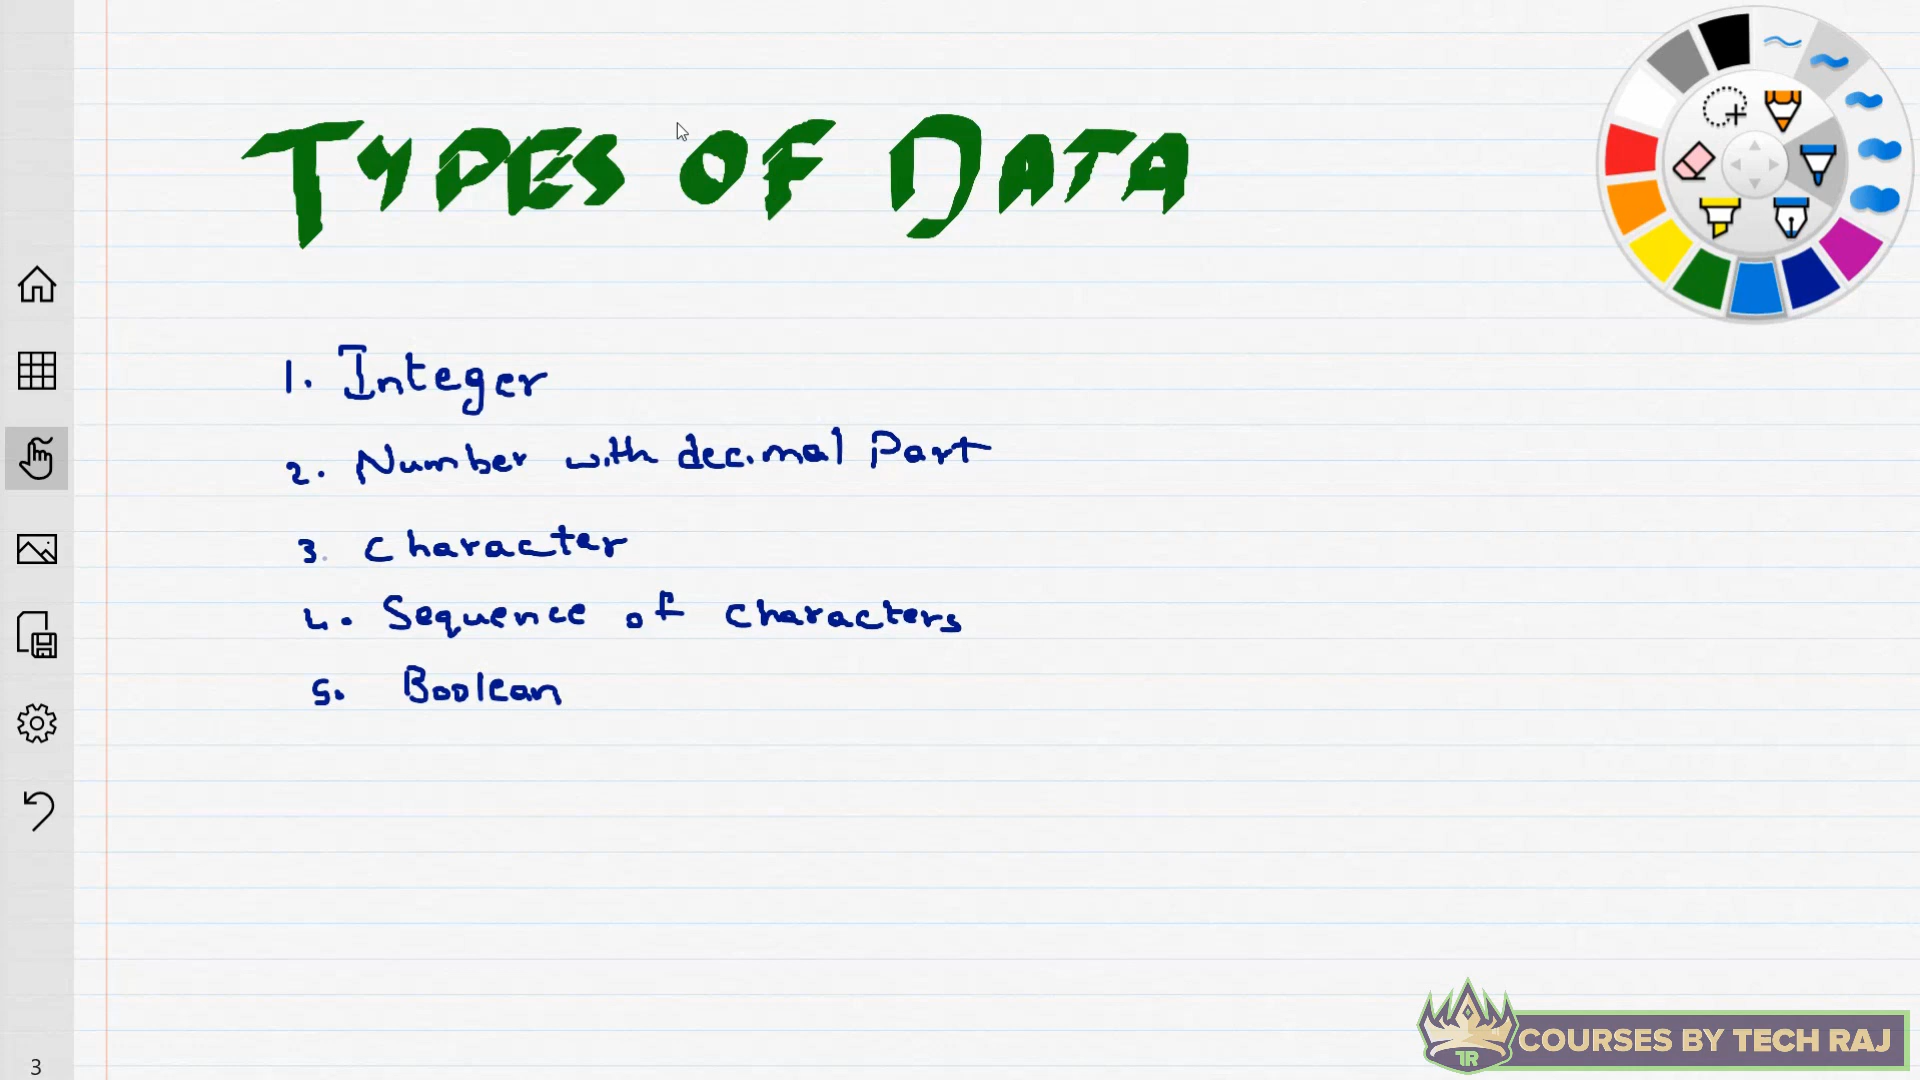 TYPES OF DATA
1. Integer
2. Number with decimal Part
3. Character
4. Sequence of characters
5. Boolean
TR
COURSES BY TECH RAJ
3